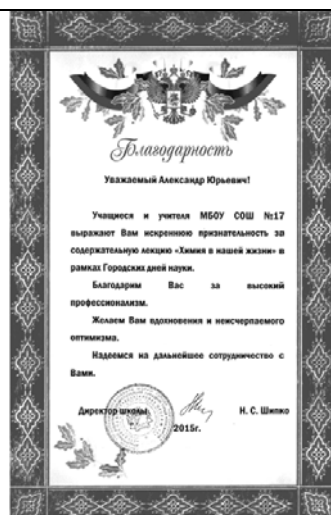 Благодарность
Уважаемый Александр Юрьевич!
Учащиеся и учителя МБОУ СОШ №17
выражают Вам искреннюю признательность за
содержательную лекцию «Химия в нашей жизни» в
рамках Городских дней науки.
Благодарим Вас за высокий
профессионализм.
Желаем Вам вдохновения и неисчерпаемого
оптимизма.
Надеемся на дальнейшее сотрудничество с
Вами.
Директор школы Н. С. Шипко
2015г.